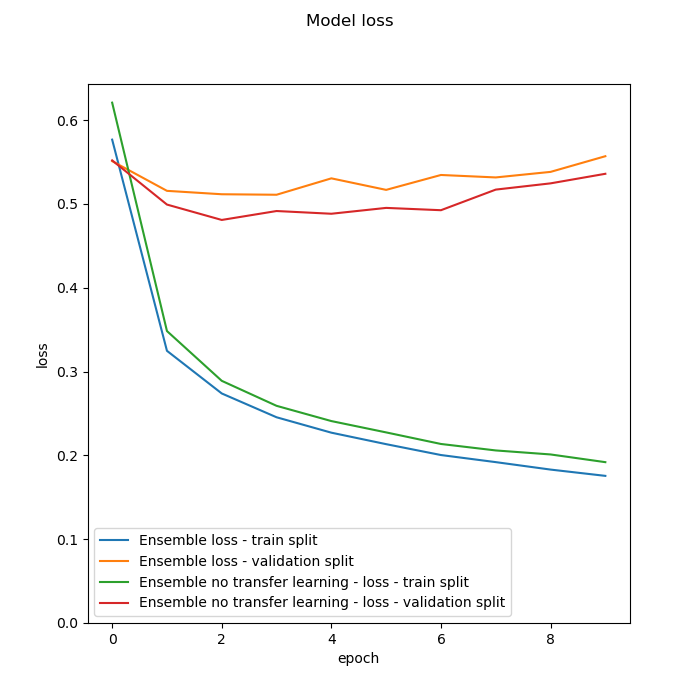 Model loss
0.6
0.5
0.4
0.3
0.2
0.1
0.0
loss
Ensemble loss - train split
Ensemble loss - validation split
Ensemble no transfer learning - loss - train split
Ensemble no transfer learning - loss - validation split
0 2 4 6 8
epoch